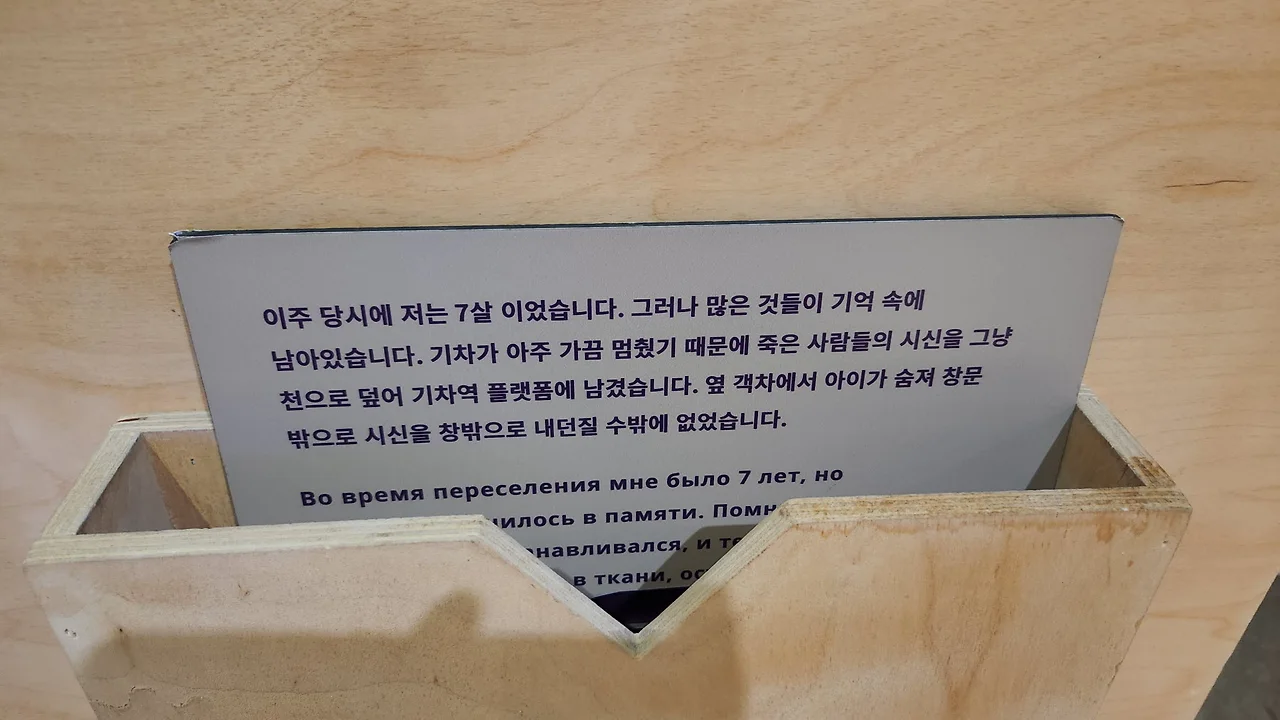 이주 당시에 저는 7살 이었습니다. 그러나 많은 것들이 기억 속에
남아있습니다. 기차가 아주 가끔 멈췄기 때문에 죽은 사람들의 시신을 그냥
천으로 덮어 기차역 플랫폼에 남겼습니다. 옆 객차에서 아이가 숨져 창문
밖으로 시신을 창밖으로 내던질 수밖에 없었습니다.
Во время переселения мне было 7 лет, но
в памяти.
и
в ткани,